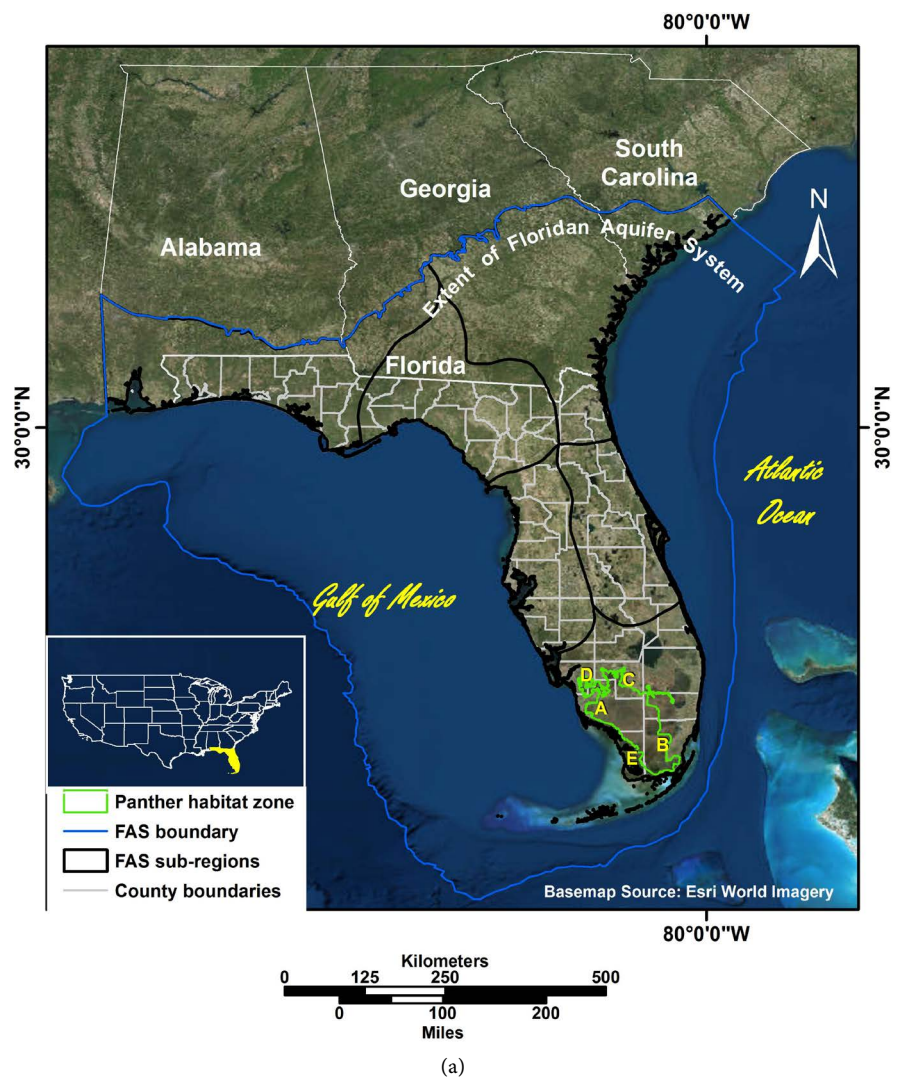 80°0'0"W
South
Carolina
Georgia
N
Alabama
Extent of Floridan Aquifer System
Florida
30°0'0"N
30°0'0"N
Atlantic
Ocean
Gulf of Mexico
D
C
A
B
E
Panther habitat zone
FAS boundary
FAS sub-regions
County boundaries
Basemap Source: Esri World Imagery
80°0'0"W
Kilometers
0 125 250 500
0 100 200
Miles
(a)